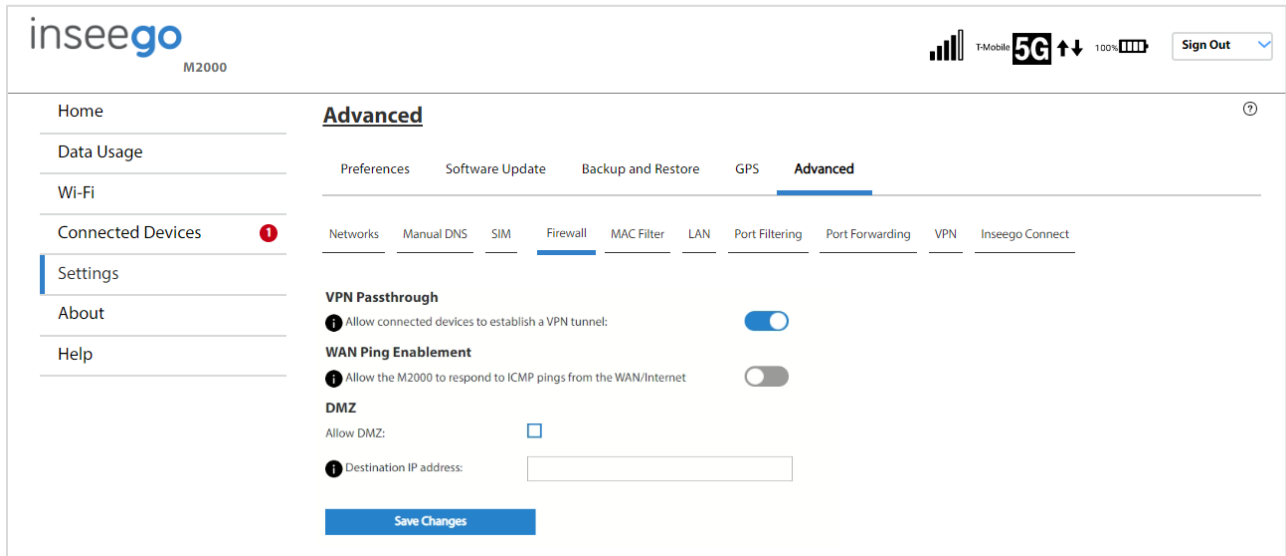 inseego
M2000
T-Mobile 5G 100% Sign Out
Home
Data Usage
Wi-Fi
Connected Devices 1
Settings
About
Help
Advanced
?
Preferences Software Update Backup and Restore GPS Advanced
Networks Manual DNS SIM Firewall MAC Filter LAN Port Filtering Port Forwarding VPN Inseego Connect
VPN Passthrough
i Allow connected devices to establish a VPN tunnel:
WAN Ping Enablement
i Allow the M2000 to respond to ICMP pings from the WAN/Internet
DMZ
Allow DMZ:
i Destination IP address:
Save Changes